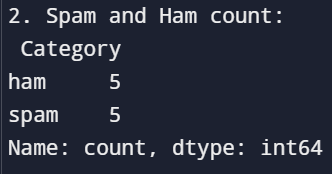 2. Spam and Ham count:
 Category
ham     5
spam    5
Name: count, dtype: int64